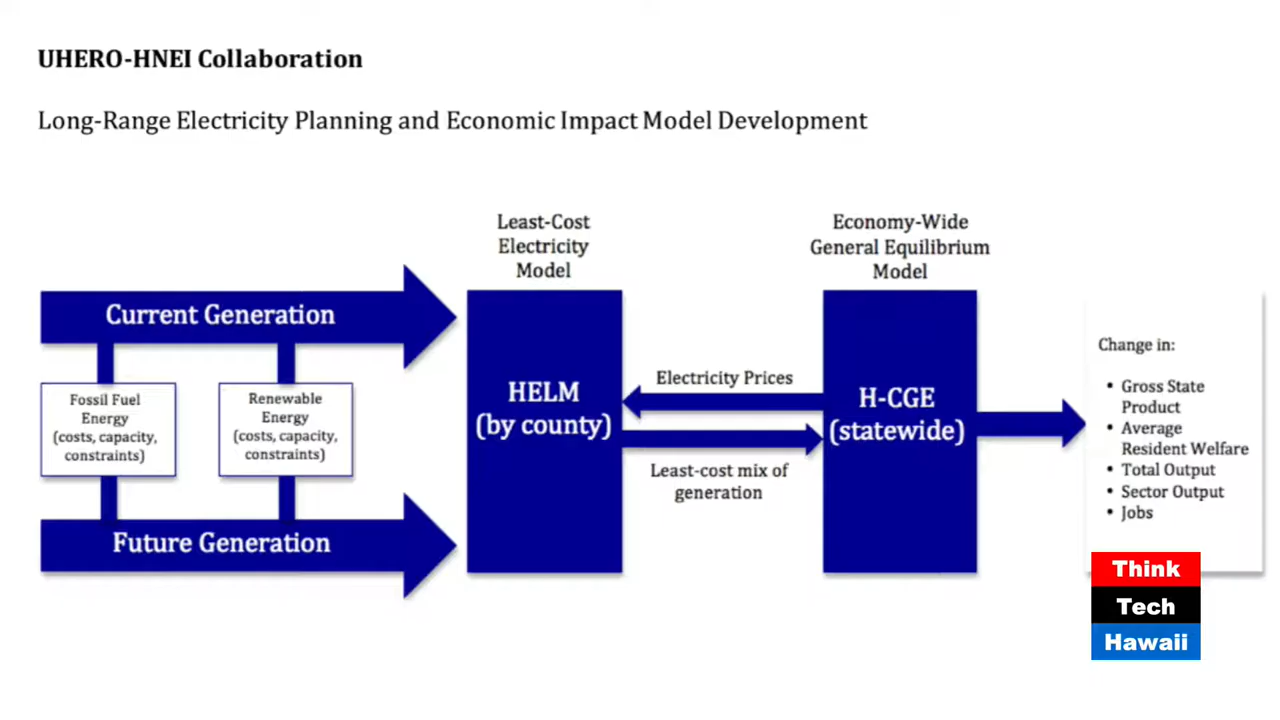 UHERO-HNEI Collaboration
Long-Range Electricity Planning and Economic Impact Model Development
Current Generation
Fossil Fuel
Energy
(costs, capacity,
constraints)
Renewable
Energy
(costs, capacity,
constraints)
Future Generation
Least-Cost
Electricity
Model
HELM
(by county)
Electricity Prices
Least-cost mix of
generation
Economy-Wide
General Equilibrium
Model
H-CGE
(statewide)
Change in:
• Gross State
Product
• Average
Resident Welfare
• Total Output
• Sector Output
• Jobs
Think
Tech
Hawaii